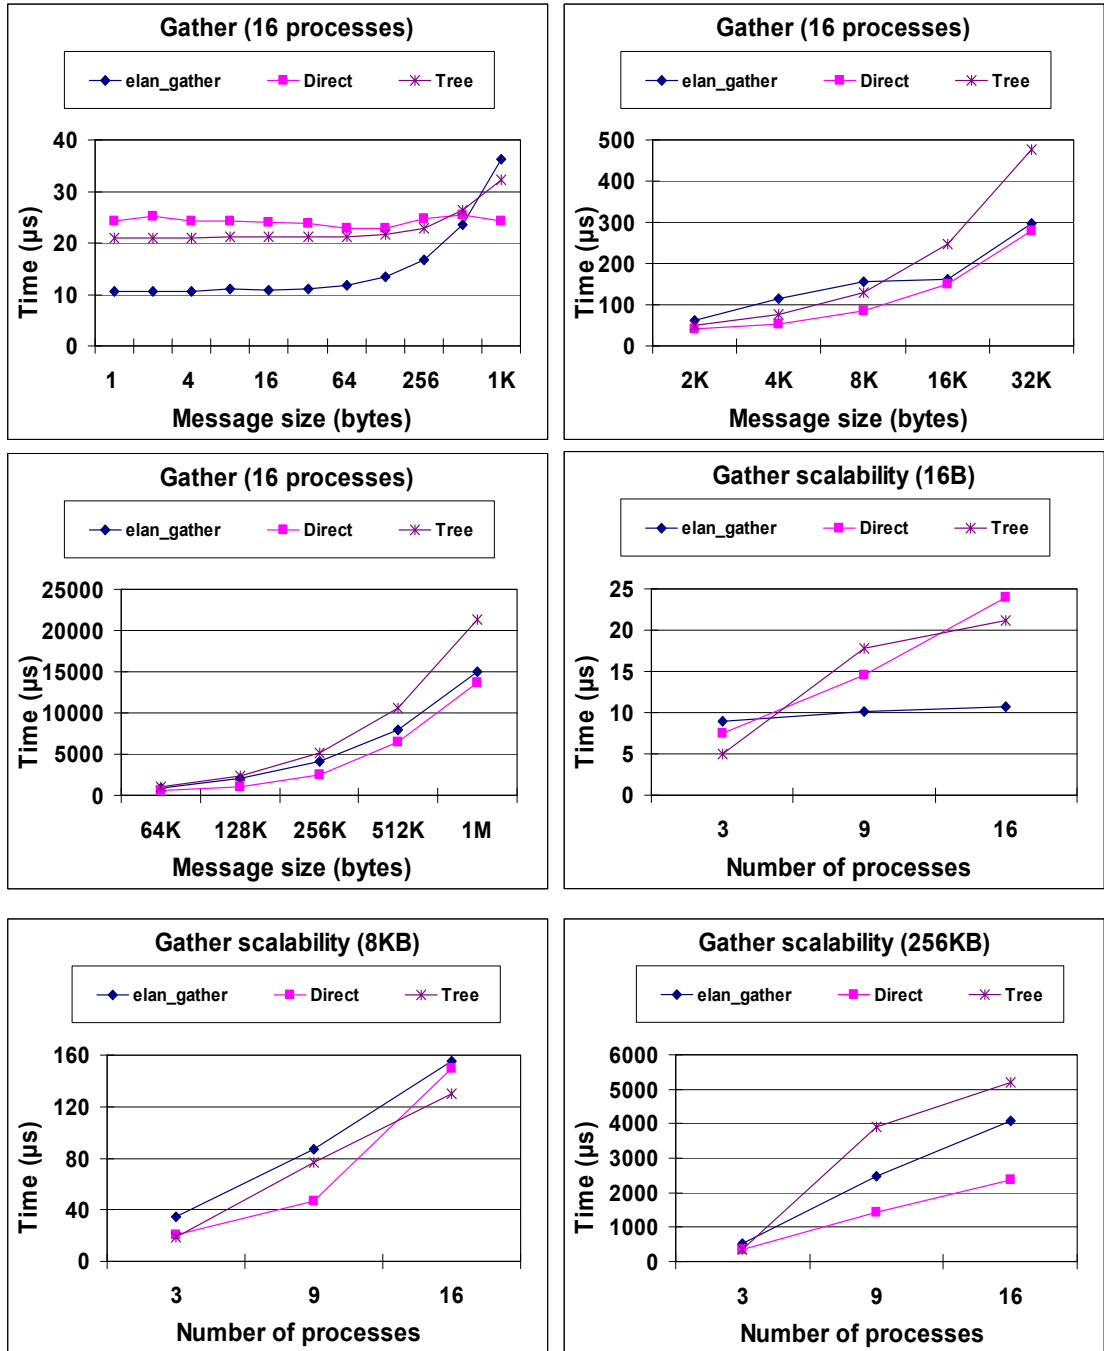 Gather (16 processes)
elan_gather Direct Tree
40
30
20
10
0
Time (µs)
1 4 16 64 256 1K
Message size (bytes)
Gather (16 processes)
elan_gather Direct Tree
500
400
300
200
100
0
Time (µs)
2K 4K 8K 16K 32K
Message size (bytes)
Gather (16 processes)
elan_gather Direct Tree
25000
20000
15000
10000
5000
0
Time (µs)
64K 128K 256K 512K 1M
Message size (bytes)
Gather scalability (16B)
elan_gather Direct Tree
25
20
15
10
5
0
Time (µs)
3 9 16
Number of processes
Gather scalability (8KB)
elan_gather Direct Tree
160
120
80
40
0
Time (µs)
3 9 16
Number of processes
Gather scalability (256KB)
elan_gather Direct Tree
6000
5000
4000
3000
2000
1000
0
Time (µs)
3 9 16
Number of processes